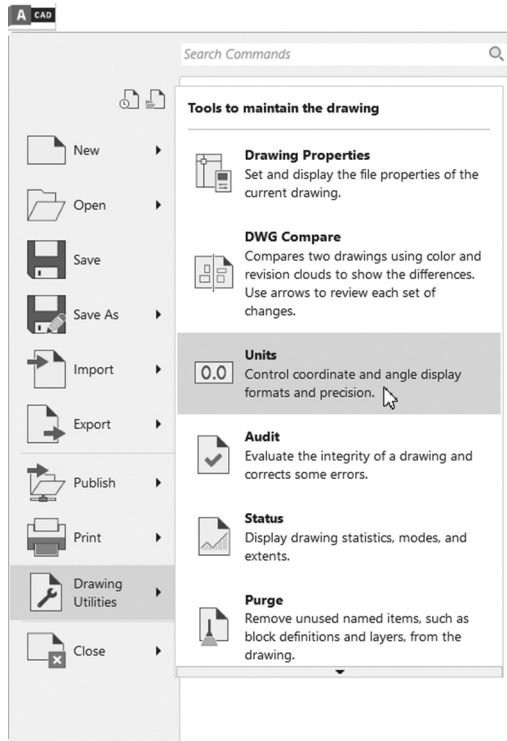 A CAD
Search Commands
Tools to maintain the drawing
New
Open
Save
Save As
Import
Export
Publish
Print
Drawing
Utilities
Close
Drawing Properties
Set and display the file properties of the
current drawing.
DWG Compare
Compares two drawings using color and
revision clouds to show the differences.
Use arrows to review each set of
changes.
0.0
Units
Control coordinate and angle display
formats and precision.
Audit
Evaluate the integrity of a drawing and
corrects some errors.
Status
Display drawing statistics, modes, and
extents.
Purge
Remove unused named items, such as
block definitions and layers, from the
drawing.